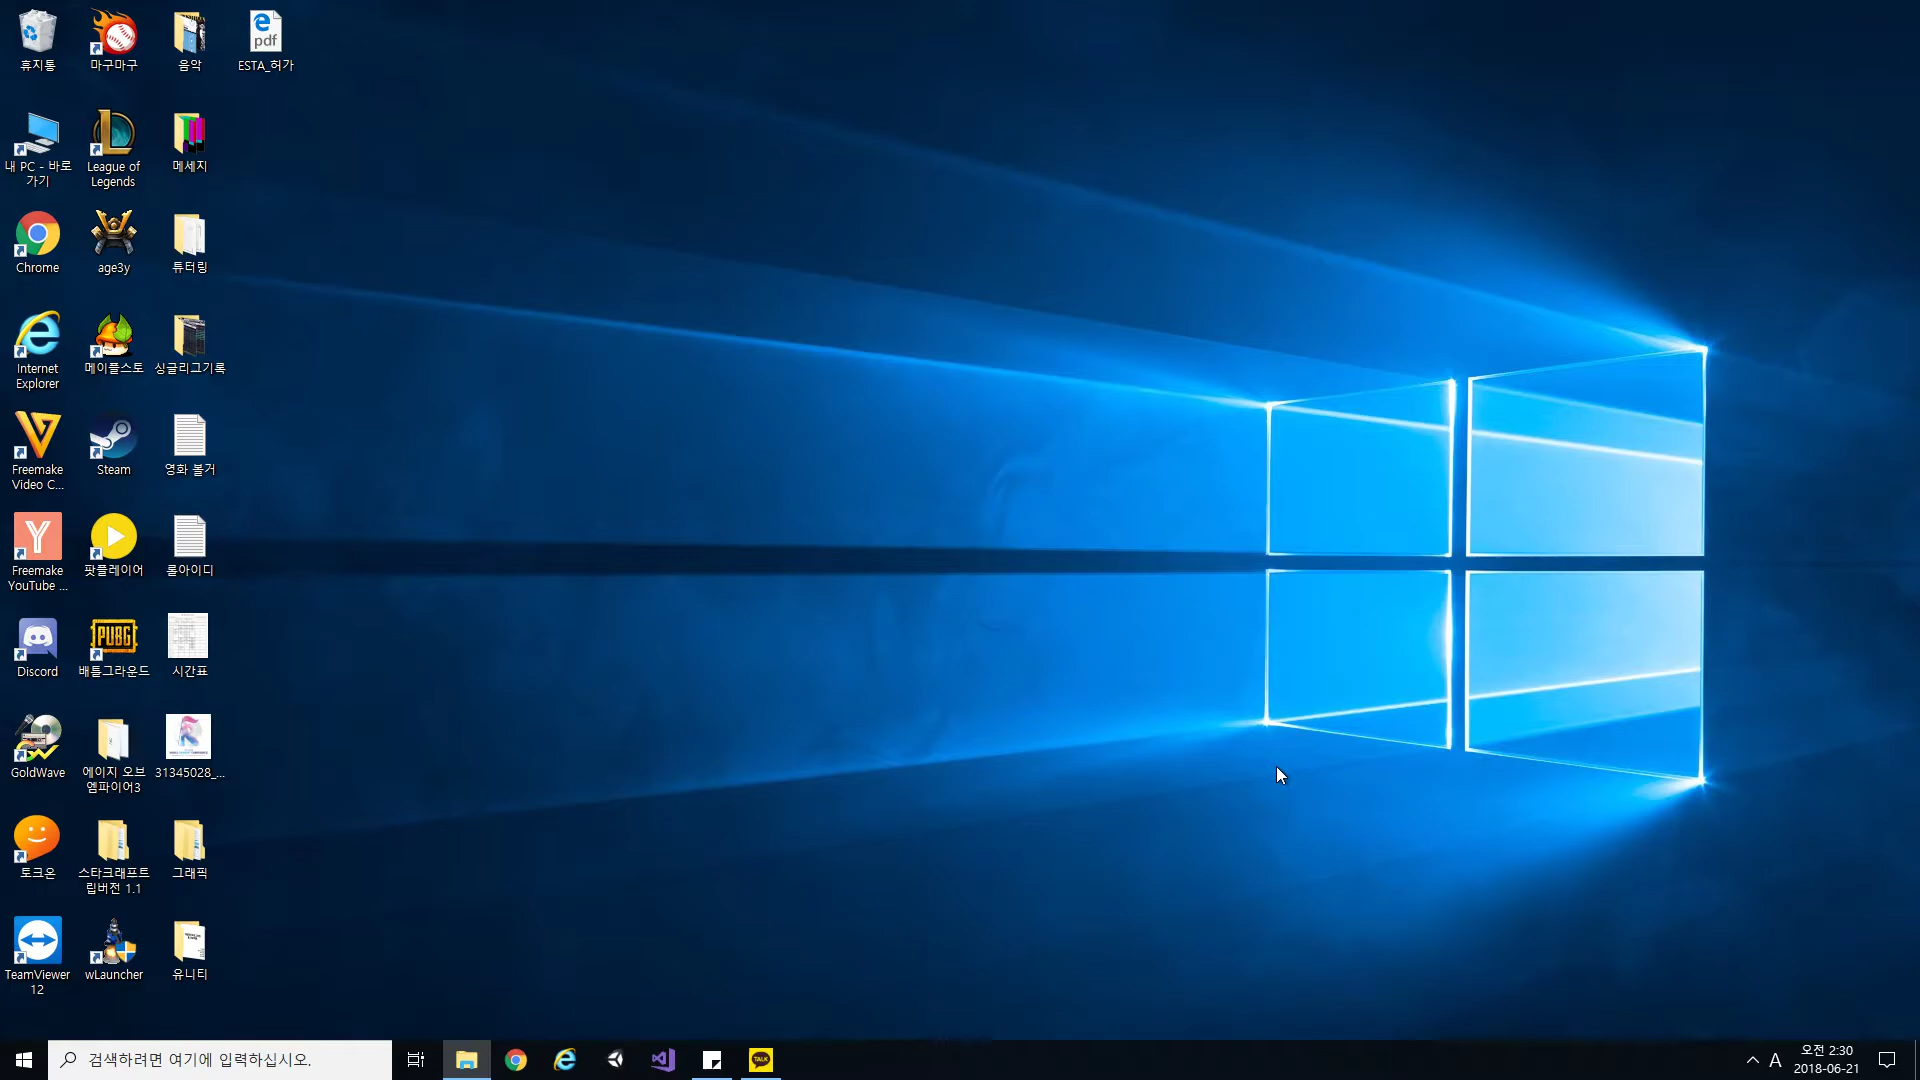 휴지통
마구마구
음악
pdf
ESTA_허가
내 PC - 바로
가기
League of
Legends
메세지
Chrome
age3y
튜터링
Internet
Explorer
메이플스토
싱글리그기록
Freemake
Video C...
Steam
영화 볼거
Freemake
YouTube ...
팟플레이어
롤아이디
Discord
PUBG
배틀그라운드
시간표
GoldWave
에이지 오브
엠파이어3
31345028_...
토크온
스타크래프트
립버전 1.1
그래픽
TeamViewer
12
wLauncher
유니티
검색하려면 여기에 입력하십시오.
TALK
A
오전 2:30
2018-06-21